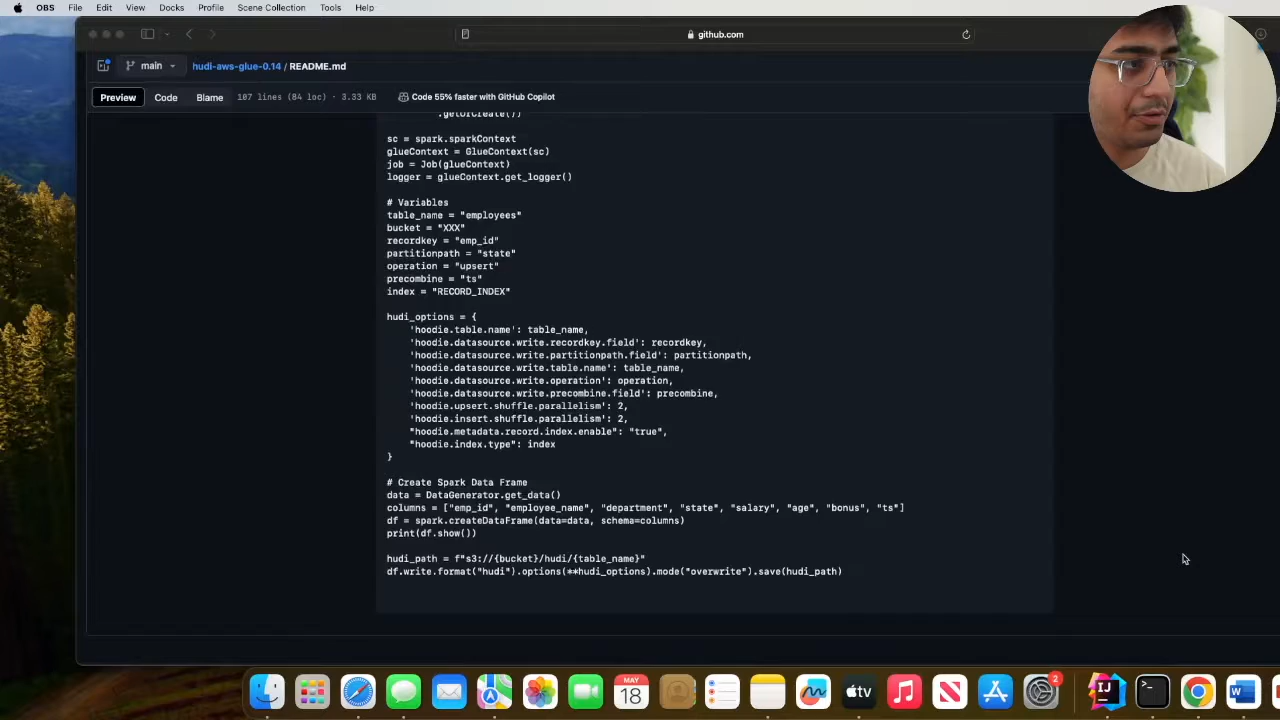 OBS File Edit View Docks Profile Scene Collection Tools Help
github.com
main hudi-aws-glue-0.14 / README.md
Preview Code Blame 107 lines (84 loc) · 3.33 KB Code 55% faster with GitHub Copilot
.getOrCreate())
sc = spark.sparkContext
glueContext = GlueContext(sc)
job = Job(glueContext)
logger = glueContext.get_logger()
# Variables
table_name = "employees"
bucket = "XXX"
recordkey = "emp_id"
partitionpath = "state"
operation = "upsert"
precombine = "ts"
index = "RECORD_INDEX"
hudi_options = {
'hoodie.table.name': table_name,
'hoodie.datasource.write.recordkey.field': recordkey,
'hoodie.datasource.write.partitionpath.field': partitionpath,
'hoodie.datasource.write.table.name': table_name,
'hoodie.datasource.write.operation': operation,
'hoodie.datasource.write.precombine.field': precombine,
'hoodie.upsert.shuffle.parallelism': 2,
'hoodie.insert.shuffle.parallelism': 2,
"hoodie.metadata.record.index.enable": "true",
"hoodie.index.type": index
}
# Create Spark Data Frame
data = DataGenerator.get_data()
columns = ["emp_id", "employee_name", "department", "state", "salary", "age", "bonus", "ts"]
df = spark.createDataFrame(data=data, schema=columns)
print(df.show())
hudi_path = f"s3://{bucket}/hudi/{table_name}"
df.write.format("hudi").options(**hudi_options).mode("overwrite").save(hudi_path)
MAY
18
tv
2
IJ
>_
W